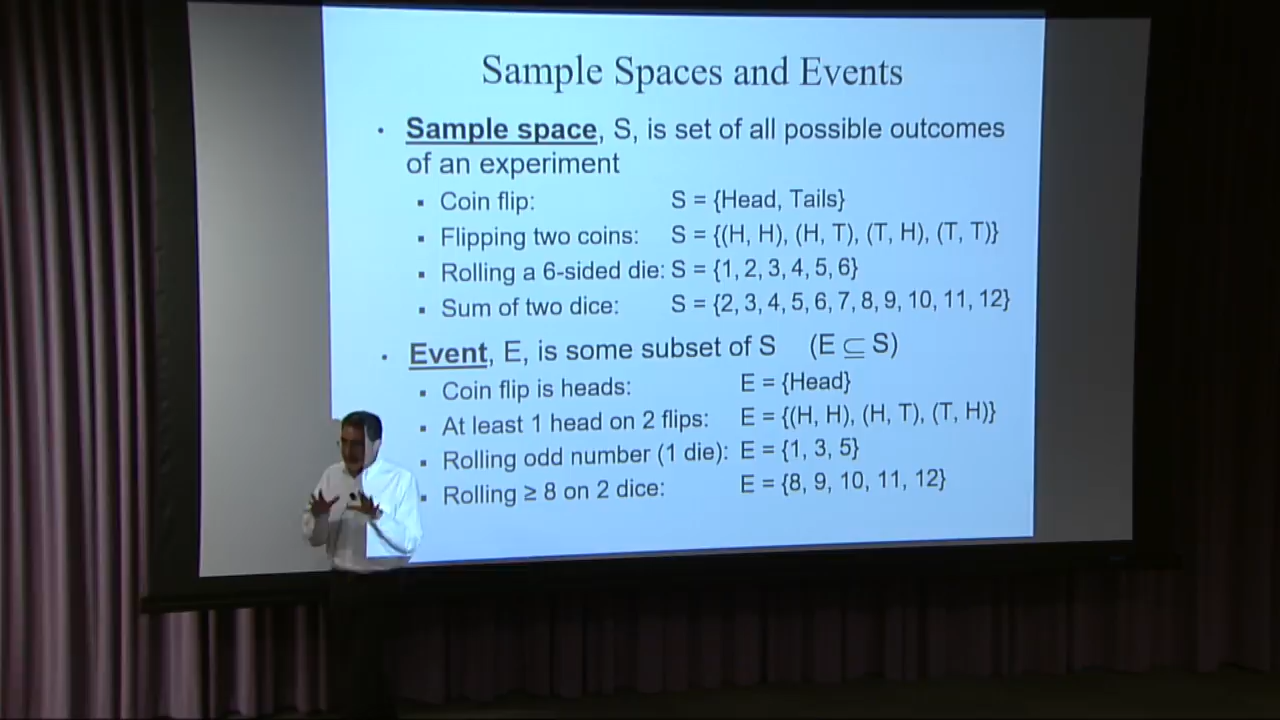 Sample Spaces and Events
• Sample space, S, is set of all possible outcomes
of an experiment
▪ Coin flip: S = {Head, Tails}
▪ Flipping two coins: S = {(H, H), (H, T), (T, H), (T, T)}
▪ Rolling a 6-sided die: S = {1, 2, 3, 4, 5, 6}
▪ Sum of two dice: S = {2, 3, 4, 5, 6, 7, 8, 9, 10, 11, 12}
• Event, E, is some subset of S (E ⊆ S)
▪ Coin flip is heads: E = {Head}
▪ At least 1 head on 2 flips: E = {(H, H), (H, T), (T, H)}
▪ Rolling odd number (1 die): E = {1, 3, 5}
▪ Rolling ≥ 8 on 2 dice: E = {8, 9, 10, 11, 12}